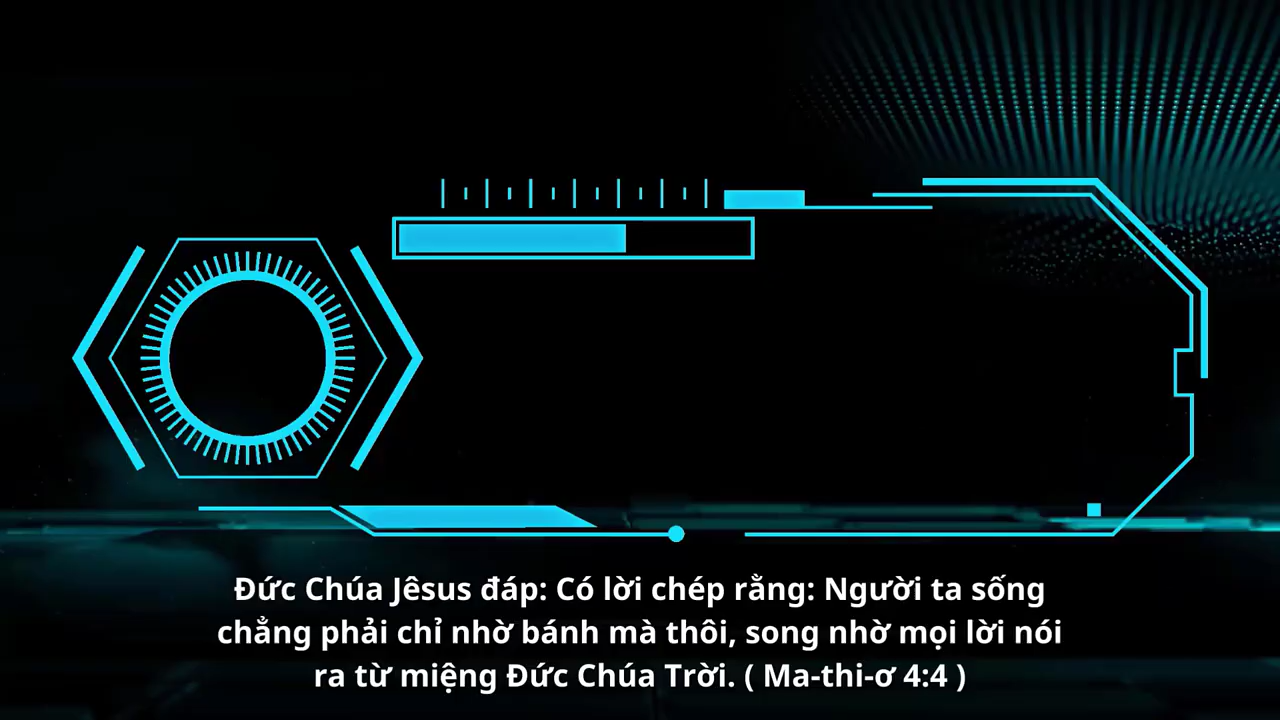 Đức Chúa Jêsus đáp: Có lời chép rằng: Người ta sống
chẳng phải chỉ nhờ bánh mà thôi, song nhờ mọi lời nói
ra từ miệng Đức Chúa Trời. ( Ma-thi-ơ 4:4 )